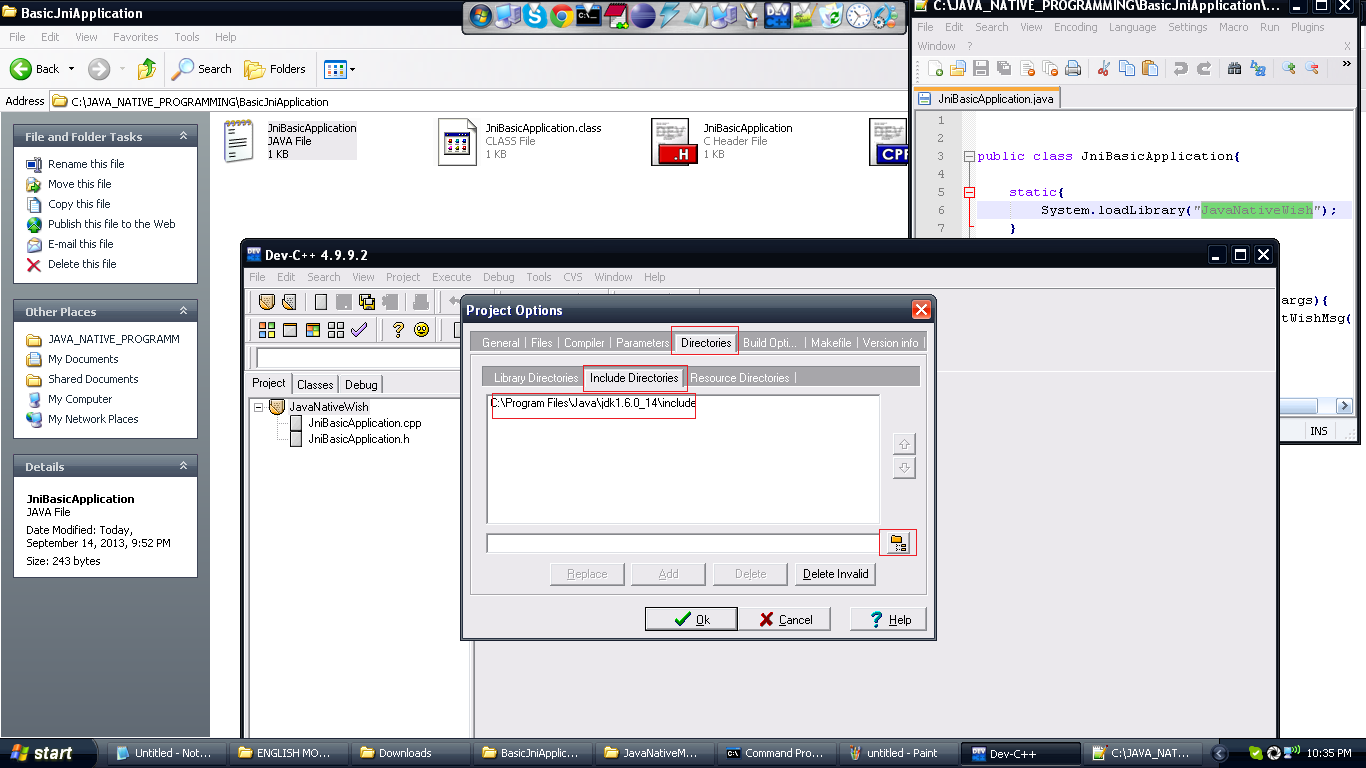 BasicJniApplication
File Edit View Favorites Tools Help
Back Search Folders
Address C:\JAVA_NATIVE_PROGRAMMING\BasicJniApplication
File and Folder Tasks
Rename this file
Move this file
Copy this file
Publish this file to the Web
E-mail this file
Delete this file
Other Places
JAVA_NATIVE_PROGRAMM
My Documents
Shared Documents
My Computer
My Network Places
Details
JniBasicApplication
JAVA File
Date Modified: Today,
September 14, 2013, 9:52 PM
Size: 243 bytes
JniBasicApplication
JAVA File
1 KB
JniBasicApplication.class
CLASS File
1 KB
DEV
.H
JniBasicApplication
C Header File
1 KB
DEV
CPP
C:\JAVA_NATIVE_PROGRAMMING\BasicJniApplication\...
File Edit Search View Encoding Language Settings Macro Run Plugins
Window ? X
JniBasicApplication.java
1
2
3 public class JniBasicApplication{
4
5 static{
6 System.loadLibrary("JavaNativeWish");
7 }
args){
tWishMsg(
INS
Dev-C++ 4.9.9.2
File Edit Search View Project Execute Debug Tools CVS Window Help
Project Classes Debug
JavaNativeWish
JniBasicApplication.cpp
JniBasicApplication.h
Project Options
General Files Compiler Parameters Directories Build Opti... Makefile Version info
Library Directories Include Directories Resource Directories
C:\Program Files\Java\jdk1.6.0_14\include
Replace Add Delete Delete Invalid
Ok Cancel Help
start Untitled - Not... ENGLISH MO... Downloads BasicJniApplic... JavaNativeM... Command Pro... untitled - Paint Dev-C++ C:\JAVA_NAT... 10:35 PM